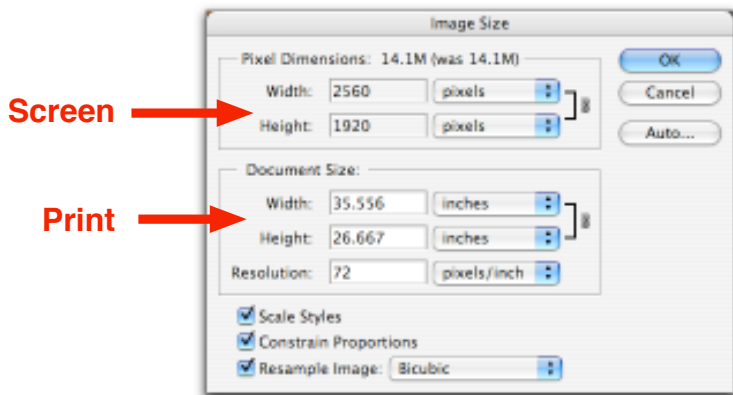 Image Size
Pixel Dimensions: 14.1M (was 14.1M)
OK
Width: 2560 pixels
Cancel
Screen
Height: 1920 pixels
Auto...
Document Size:
Width: 35.556 inches
Print
Height: 26.667 inches
Resolution: 72 pixels/inch
Scale Styles
Constrain Proportions
Resample Image: Bicubic